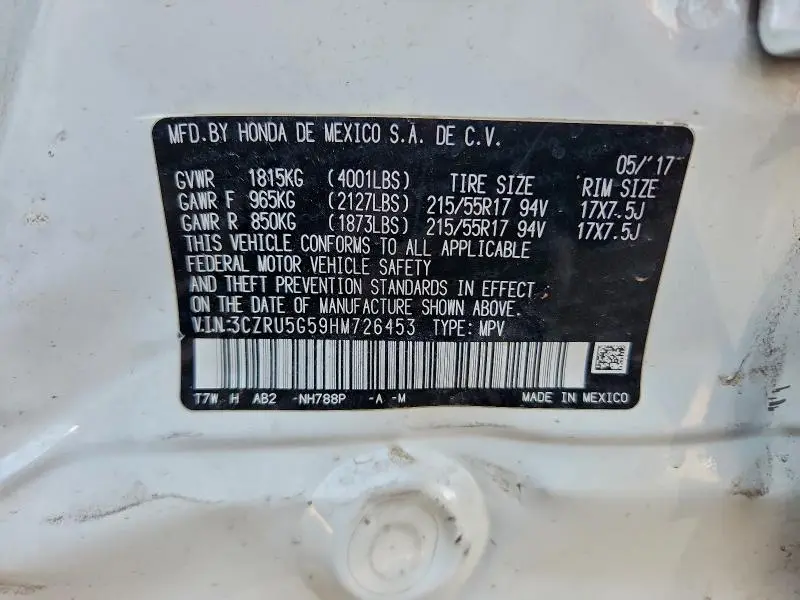 MFD. BY HONDA DE MEXICO S.A. DE C.V.
05/'17
GVWR 1815KG (4001LBS) TIRE SIZE RIM SIZE
GAWR F 965KG (2127LBS) 215/55R17 94V 17X7.5J
GAWR R 850KG (1873LBS) 215/55R17 94V 17X7.5J
THIS VEHICLE CONFORMS TO ALL APPLICABLE
FEDERAL MOTOR VEHICLE SAFETY
AND THEFT PREVENTION STANDARDS IN EFFECT
ON THE DATE OF MANUFACTURE SHOWN ABOVE.
V.I.N:3CZRU5G59HM726453 TYPE: MPV
T7W H AB2 -NH788P -A -M MADE IN MEXICO